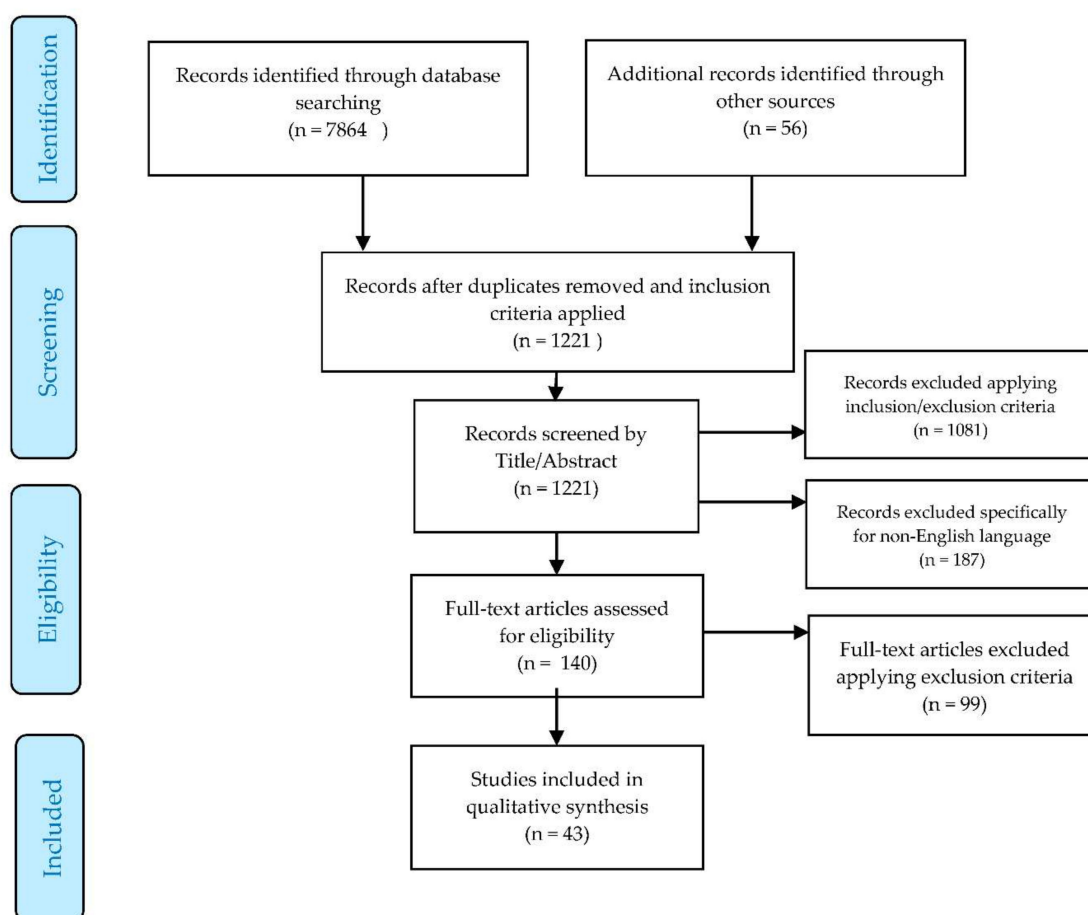 Identification
Records identified through database
searching
(n = 7864 )
Additional records identified through
other sources
(n = 56)
Screening
Records after duplicates removed and inclusion
criteria applied
(n = 1221 )
Records screened by
Title/Abstract
(n = 1221)
Records excluded applying
inclusion/exclusion criteria
(n = 1081)
Records excluded specifically
for non-English language
(n = 187)
Eligibility
Full-text articles assessed
for eligibility
(n = 140)
Full-text articles excluded
applying exclusion criteria
(n = 99)
Included
Studies included in
qualitative synthesis
(n = 43)